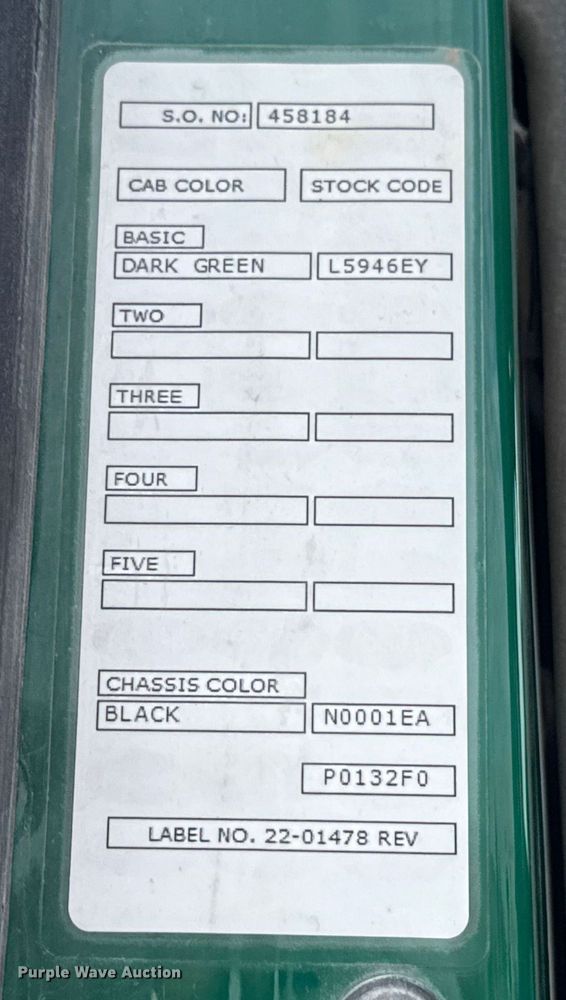 S.O. NO: 458184
CAB COLOR STOCK CODE
BASIC
DARK GREEN L5946EY
TWO
THREE
FOUR
FIVE
CHASSIS COLOR
BLACK N0001EA
P0132F0
LABEL NO. 22-01478 REV
Purple Wave Auction